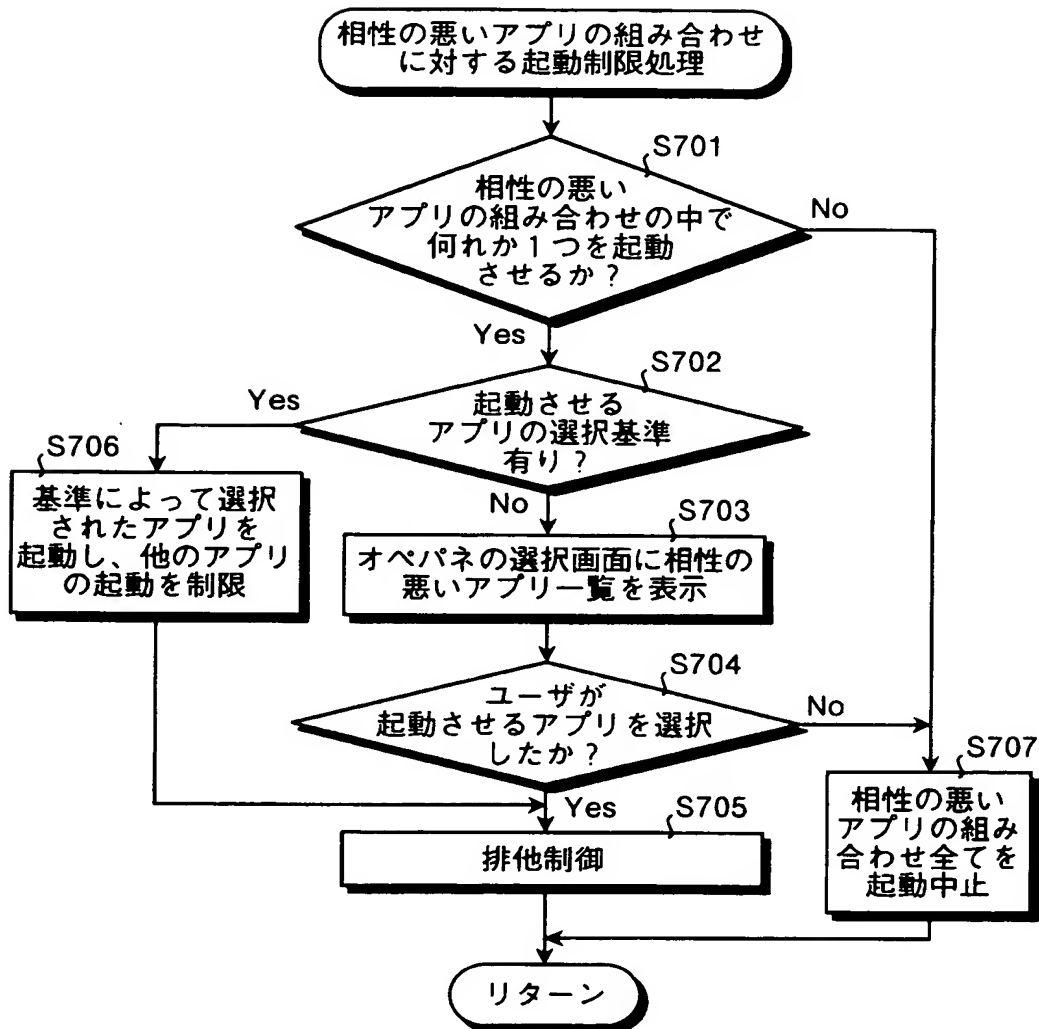 相性の悪いアプリの組み合わせ
に対する起動制限処理
S701
相性の悪い
アプリの組み合わせの中で
何れか1つを起動
させるか?
No
Yes
S702
起動させる
アプリの選択基準
有り?
Yes
No
S706
基準によって選択
されたアプリを
起動し、他のアプリ
の起動を制限
S703
オペパネの選択画面に相性の
悪いアプリ一覧を表示
S704
ユーザが
起動させるアプリを選択
したか?
No
Yes
S707
相性の悪い
アプリの組み
合わせ全てを
起動中止
S705
排他制御
リターン